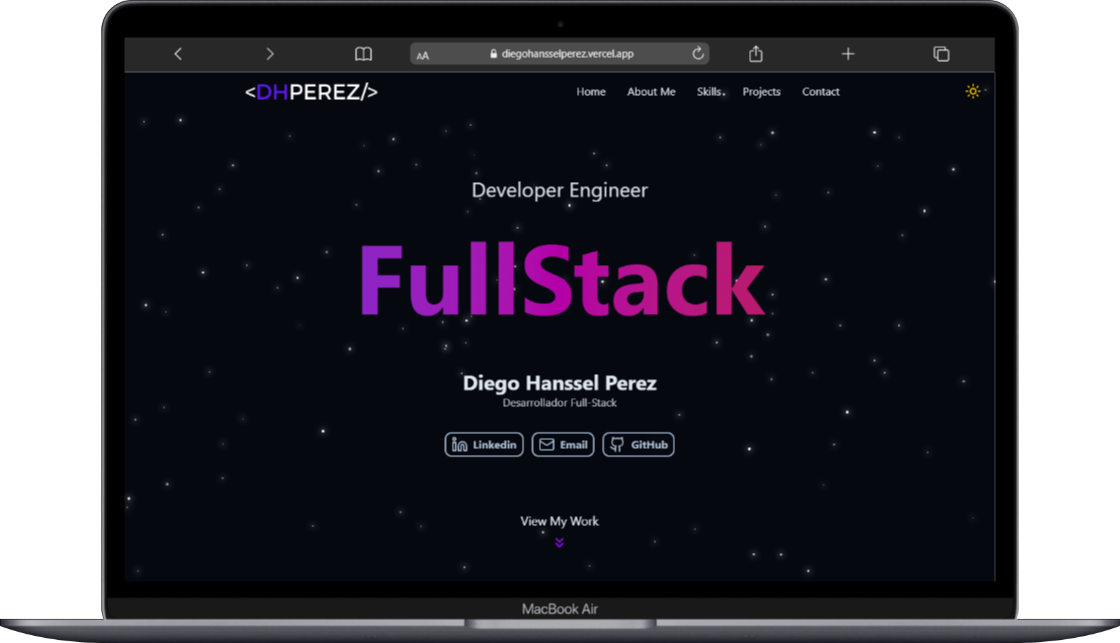 AA diegohansselperez.vercel.app
<DHPEREZ/> Home About Me Skills Projects Contact
Developer Engineer
FullStack
Diego Hanssel Perez
Desarrollador Full-Stack
Linkedin Email GitHub
View My Work
MacBook Air